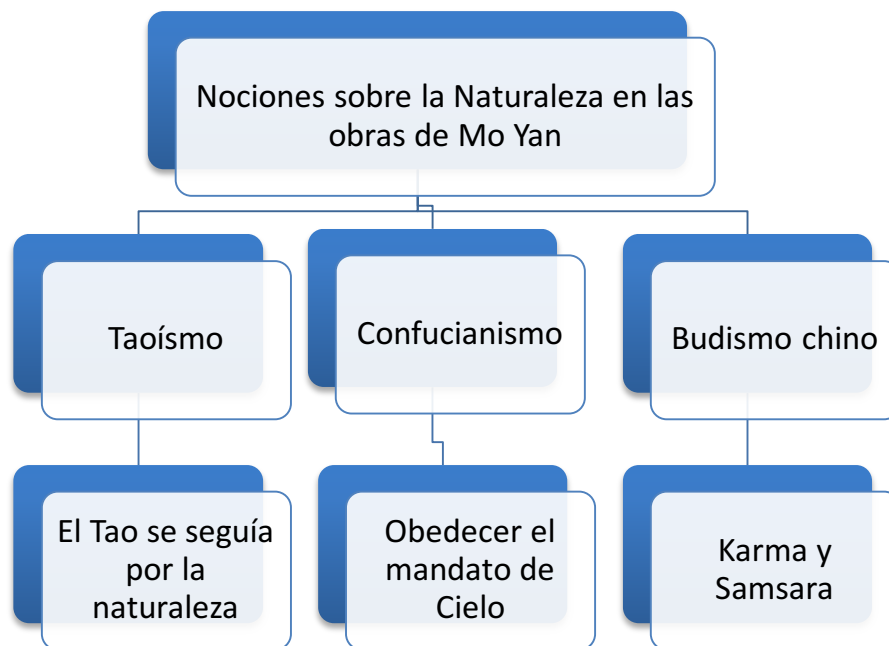 Nociones sobre la Naturaleza en las
obras de Mo Yan
Taoísmo
Confucianismo
Budismo chino
El Tao se seguía
por la
naturaleza
Obedecer el
mandato de
Cielo
Karma y
Samsara